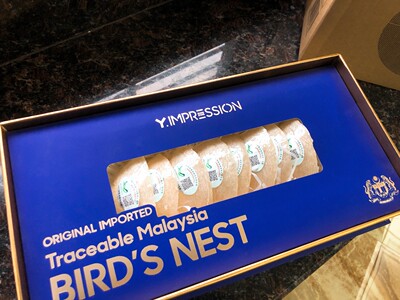 Y.IMPRESSION
ORIGINAL IMPORTED
Traceable Malaysia
BIRD'S NEST